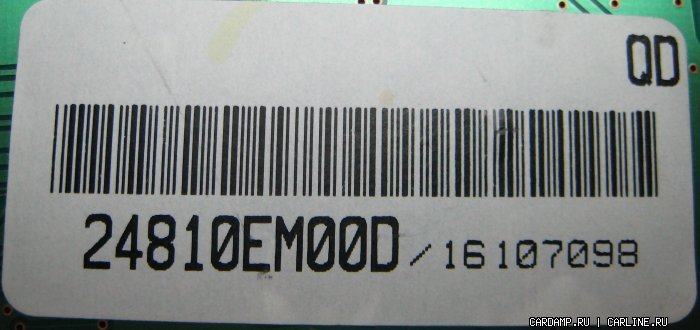 QD
24810EM00D/16107098
CARDAMP.RU | CARLINE.RU